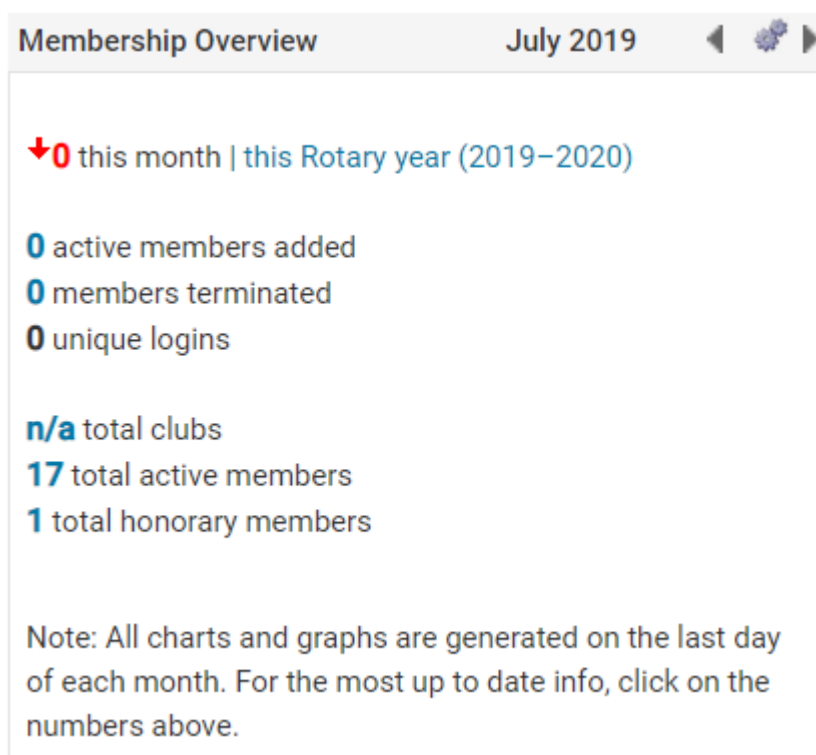 Membership Overview July 2019
0 this month | this Rotary year (2019–2020)
0 active members added
0 members terminated
0 unique logins
n/a total clubs
17 total active members
1 total honorary members
Note: All charts and graphs are generated on the last day
of each month. For the most up to date info, click on the
numbers above.